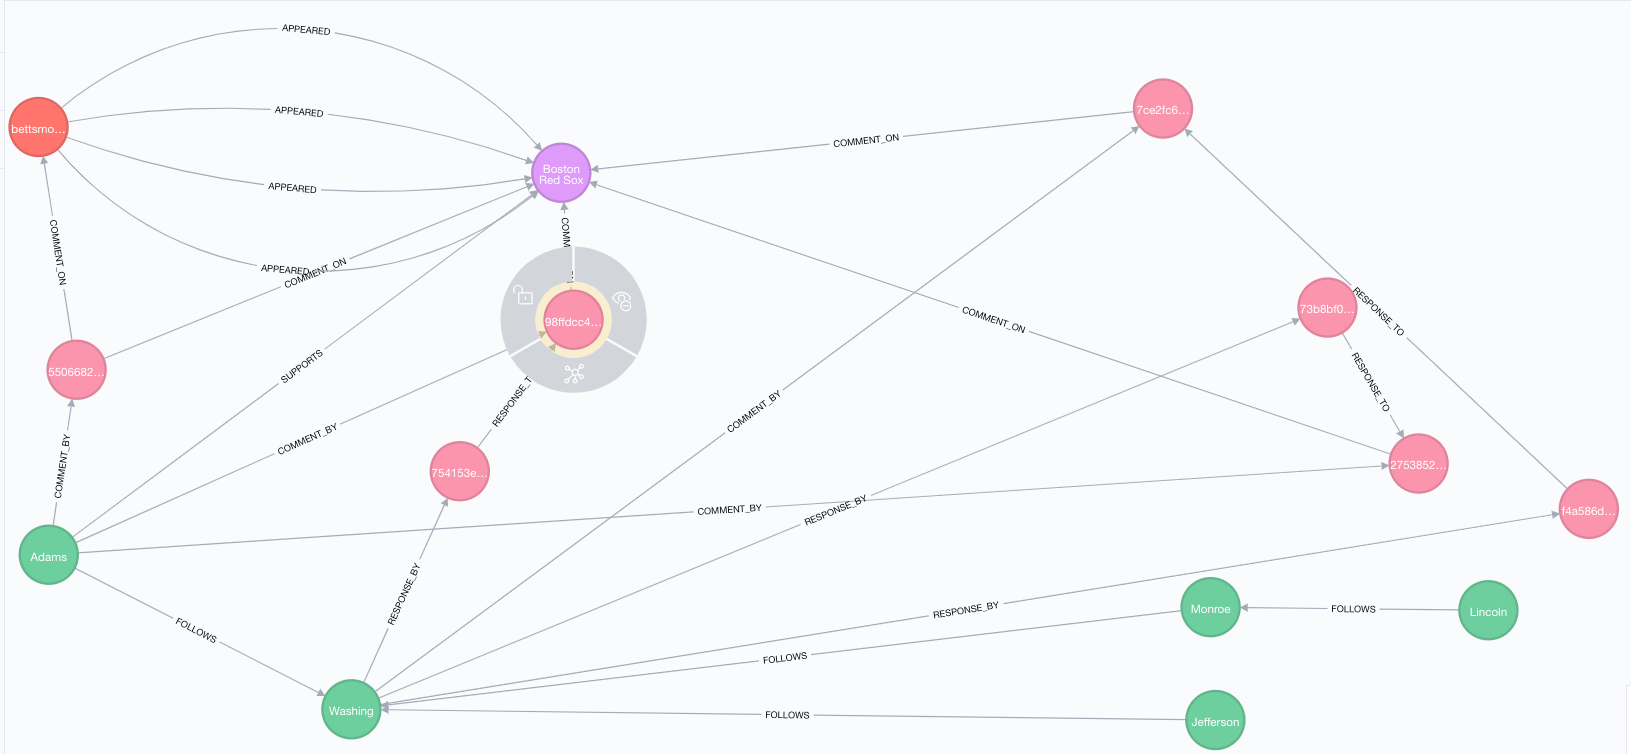 APPEARED
APPEARED
7ce2fc6...
bettsmo...
COMMENT_ON
Boston
Red Sox
APPEARED
COMM
COMMENT_ON
APPEARED
COMMENT_ON
73b8bf0...
RESPONSE_TO
98ffdcc4...
COMMENT_ON
5506682...
SUPPORTS
RESPONSE_TO
RESPONSE_T
COMMENT_BY
COMMENT_BY
COMMENT_BY
754153e...
2753852...
COMMENT_BY
RESPONSE_BY
f4a586d...
Adams
RESPONSE_BY
RESPONSE_BY
Monroe
FOLLOWS
Lincoln
FOLLOWS
FOLLOWS
Washing
FOLLOWS
Jefferson